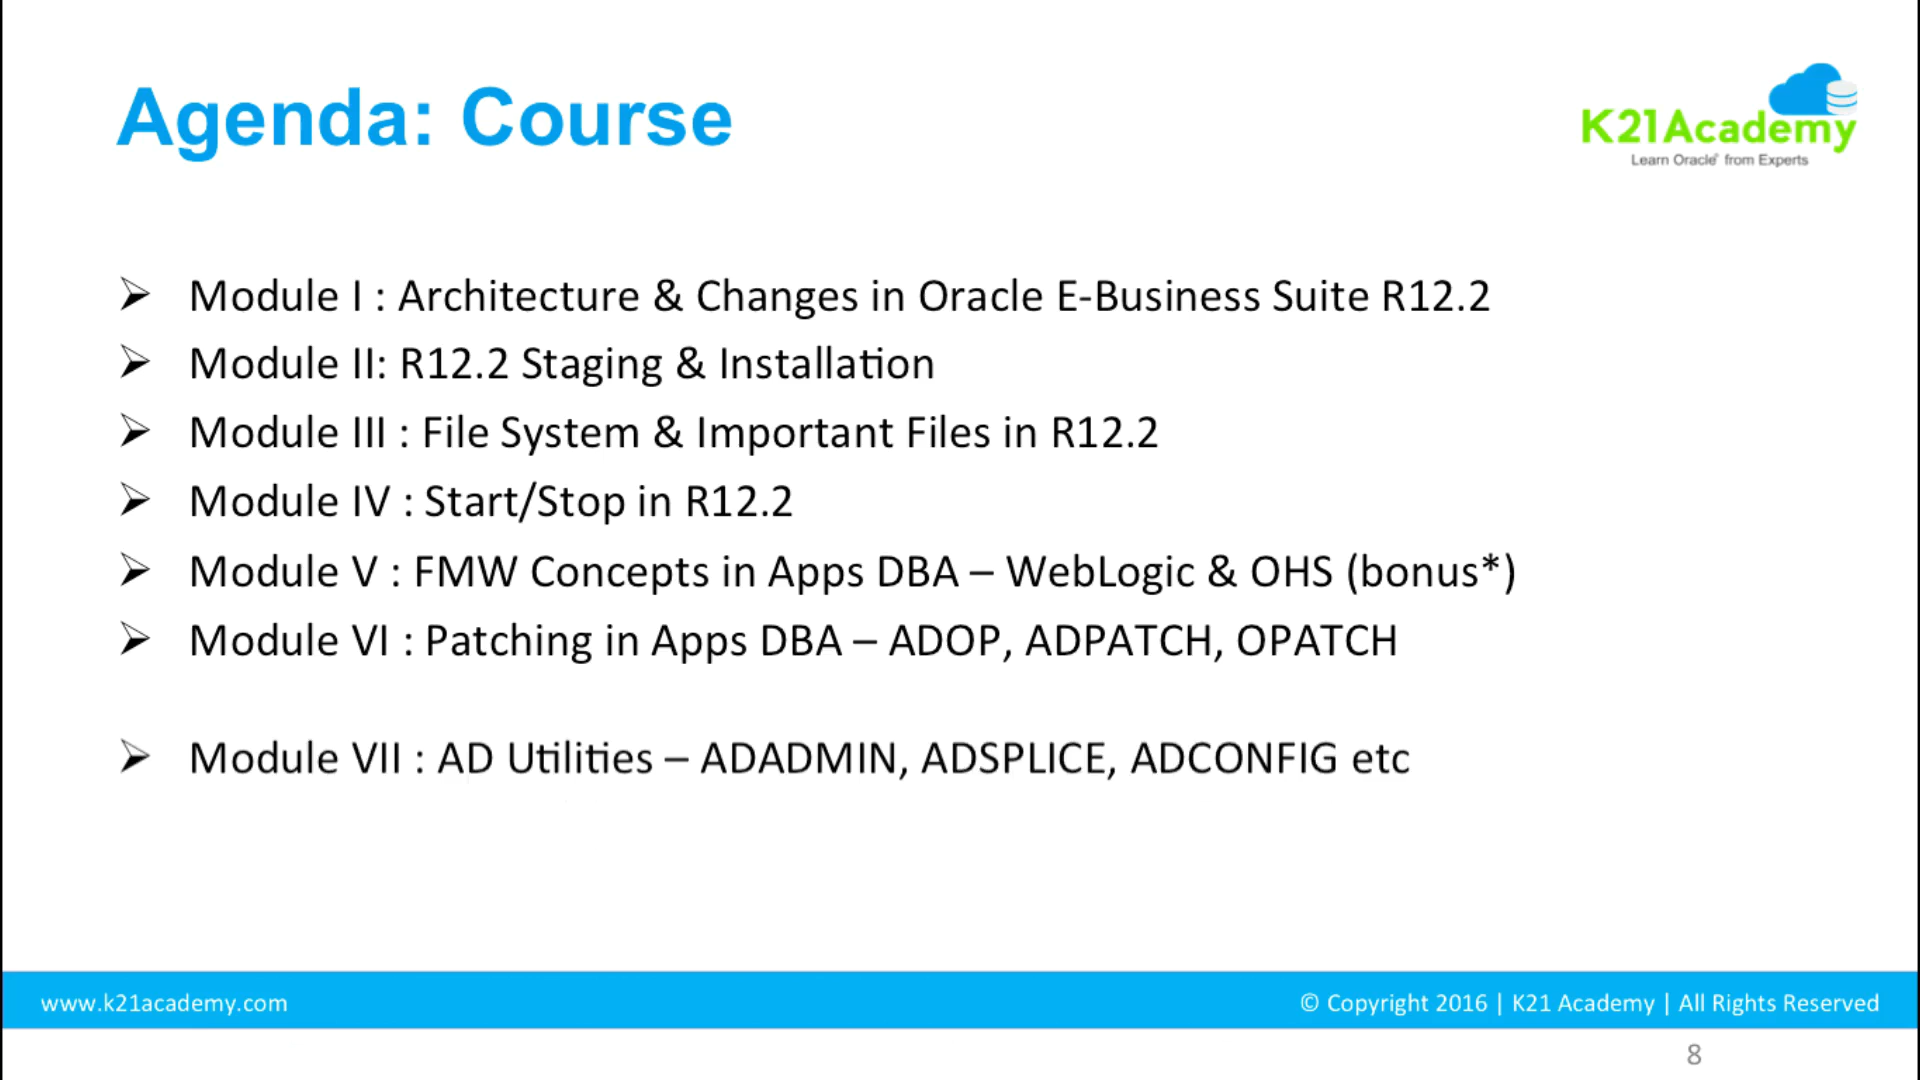 Agenda: Course
K21Academy
Learn Oracle® from Experts
➢ Module I : Architecture & Changes in Oracle E-Business Suite R12.2
➢ Module II: R12.2 Staging & Installation
➢ Module III : File System & Important Files in R12.2
➢ Module IV : Start/Stop in R12.2
➢ Module V : FMW Concepts in Apps DBA – WebLogic & OHS (bonus*)
➢ Module VI : Patching in Apps DBA – ADOP, ADPATCH, OPATCH
➢ Module VII : AD Utilities – ADADMIN, ADSPLICE, ADCONFIG etc
www.k21academy.com
© Copyright 2016 | K21 Academy | All Rights Reserved
8